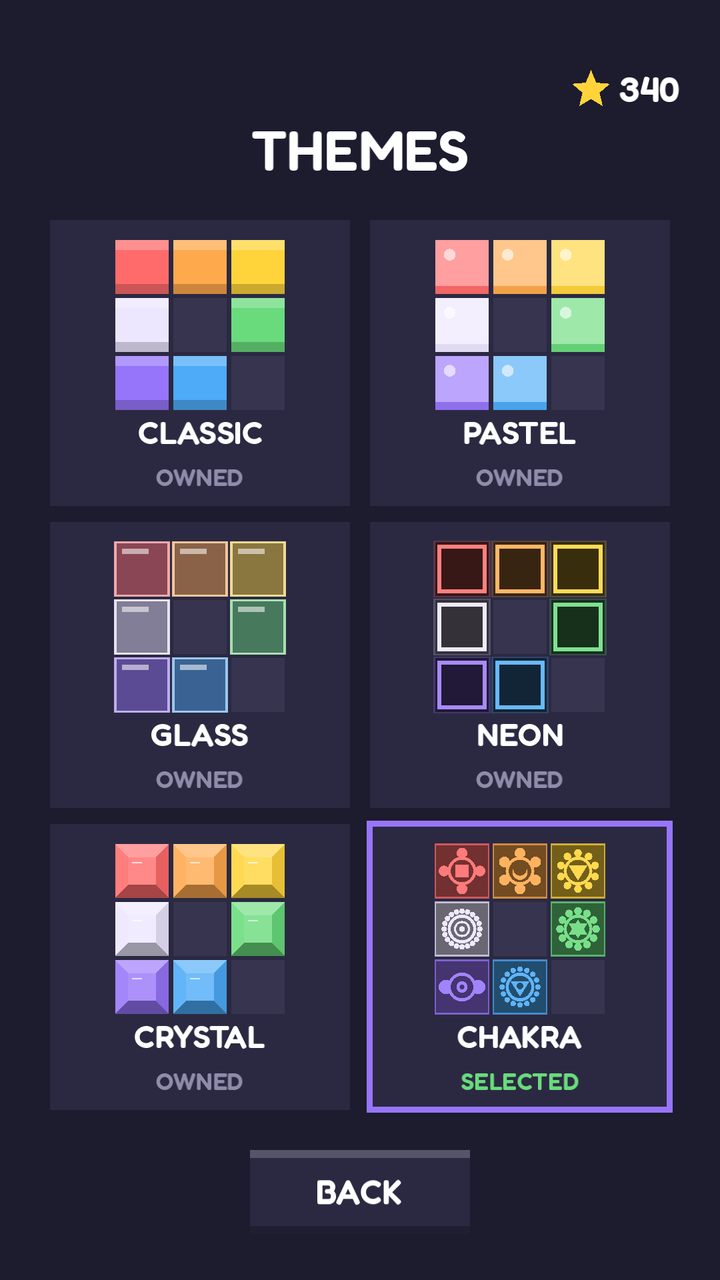 340
THEMES
CLASSIC
OWNED
PASTEL
OWNED
GLASS
OWNED
NEON
OWNED
CRYSTAL
OWNED
CHAKRA
SELECTED
BACK